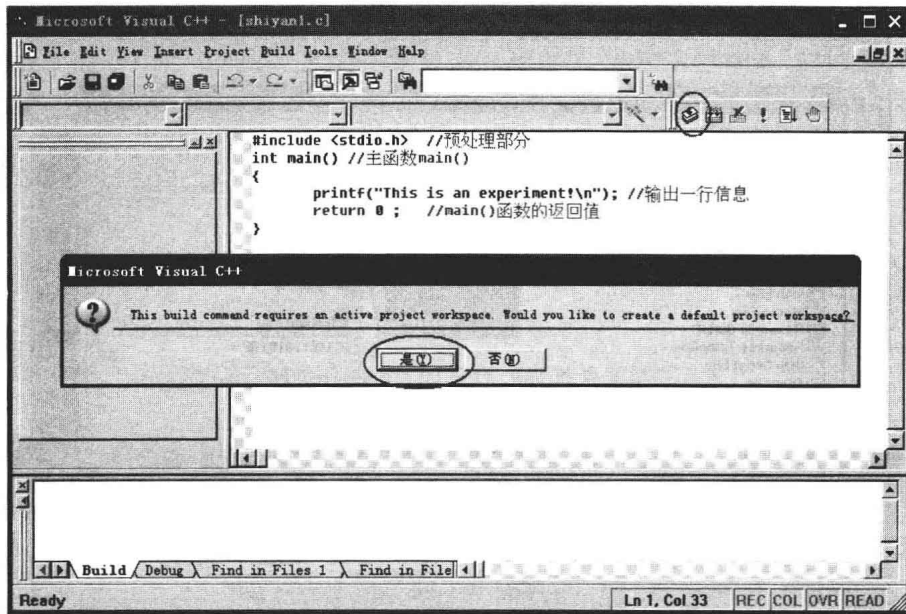 Microsoft Visual C++ - [shiyan1.c]
File Edit View Insert Project Build Tools Window Help
#include <stdio.h> //预处理部分
int main() //主函数main()
{
printf("This is an experiment!\n"); //输出一行信息
return 0 ; //main()函数的返回值
}
Microsoft Visual C++
This build command requires an active project workspace. Would you like to create a default project workspace?
是(Y) 否(N)
Build Debug Find in Files 1 Find in File
Ready Ln 1, Col 33 REC COL OVR READ